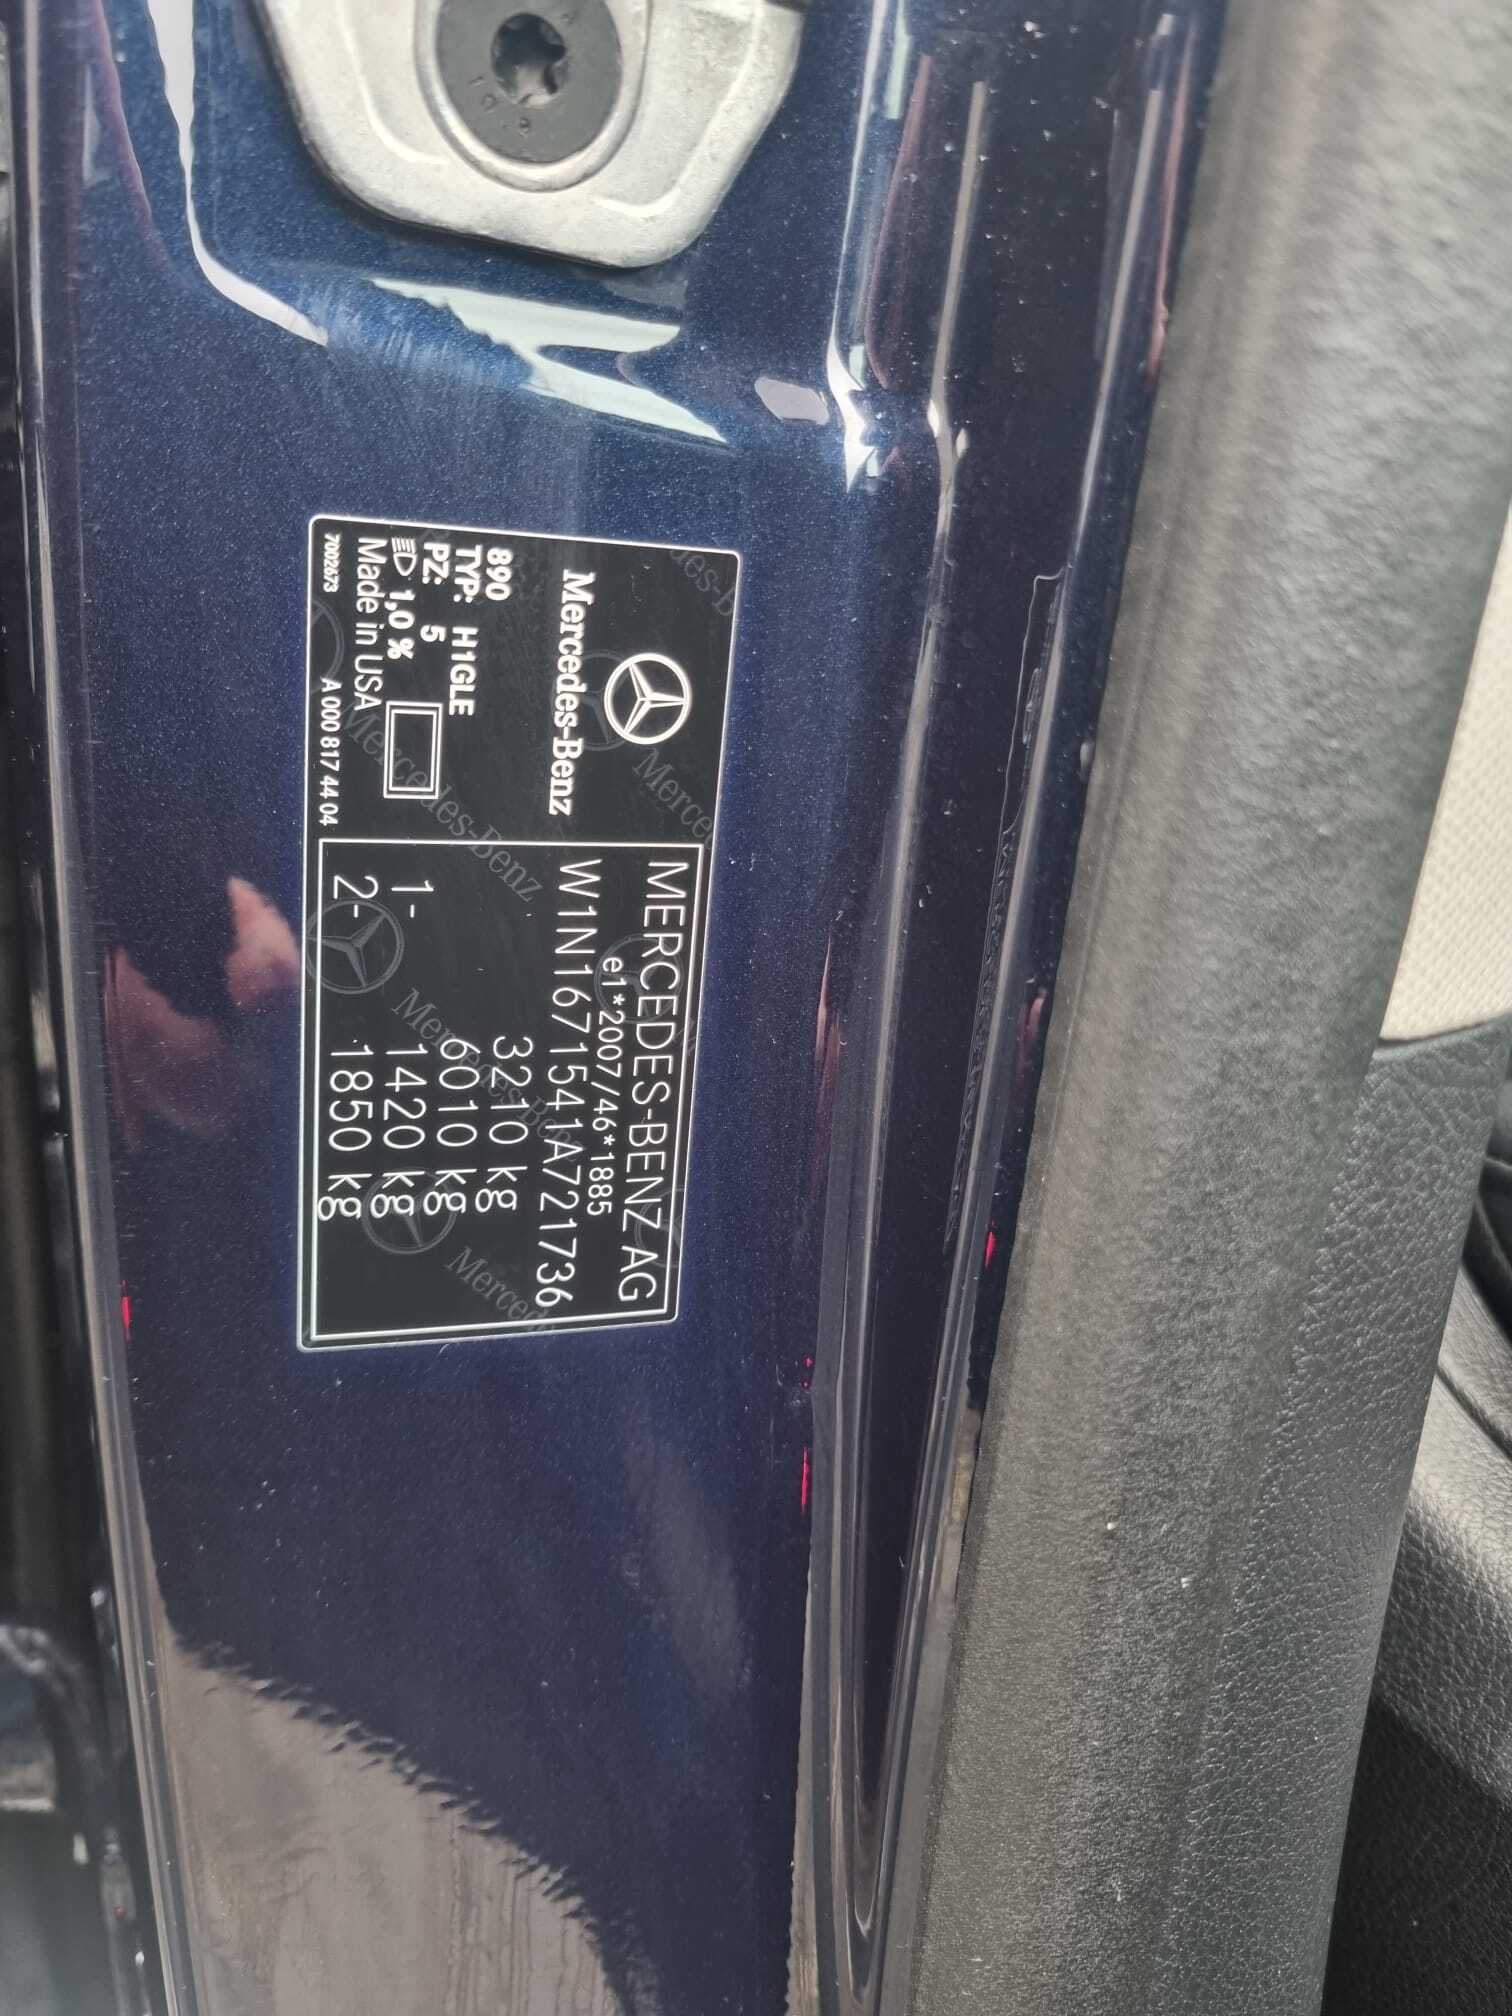 Mercedes-Benz
890
TYP: H1GLE
PZ: 5
1,0 %
Made in USA
7002673 A 000 817 44 04
MERCEDES-BENZ AG
e1*2007/46*1885
W1N1671541A721736
3210 kg
6010 kg
1- 1420 kg
2- 1850 kg